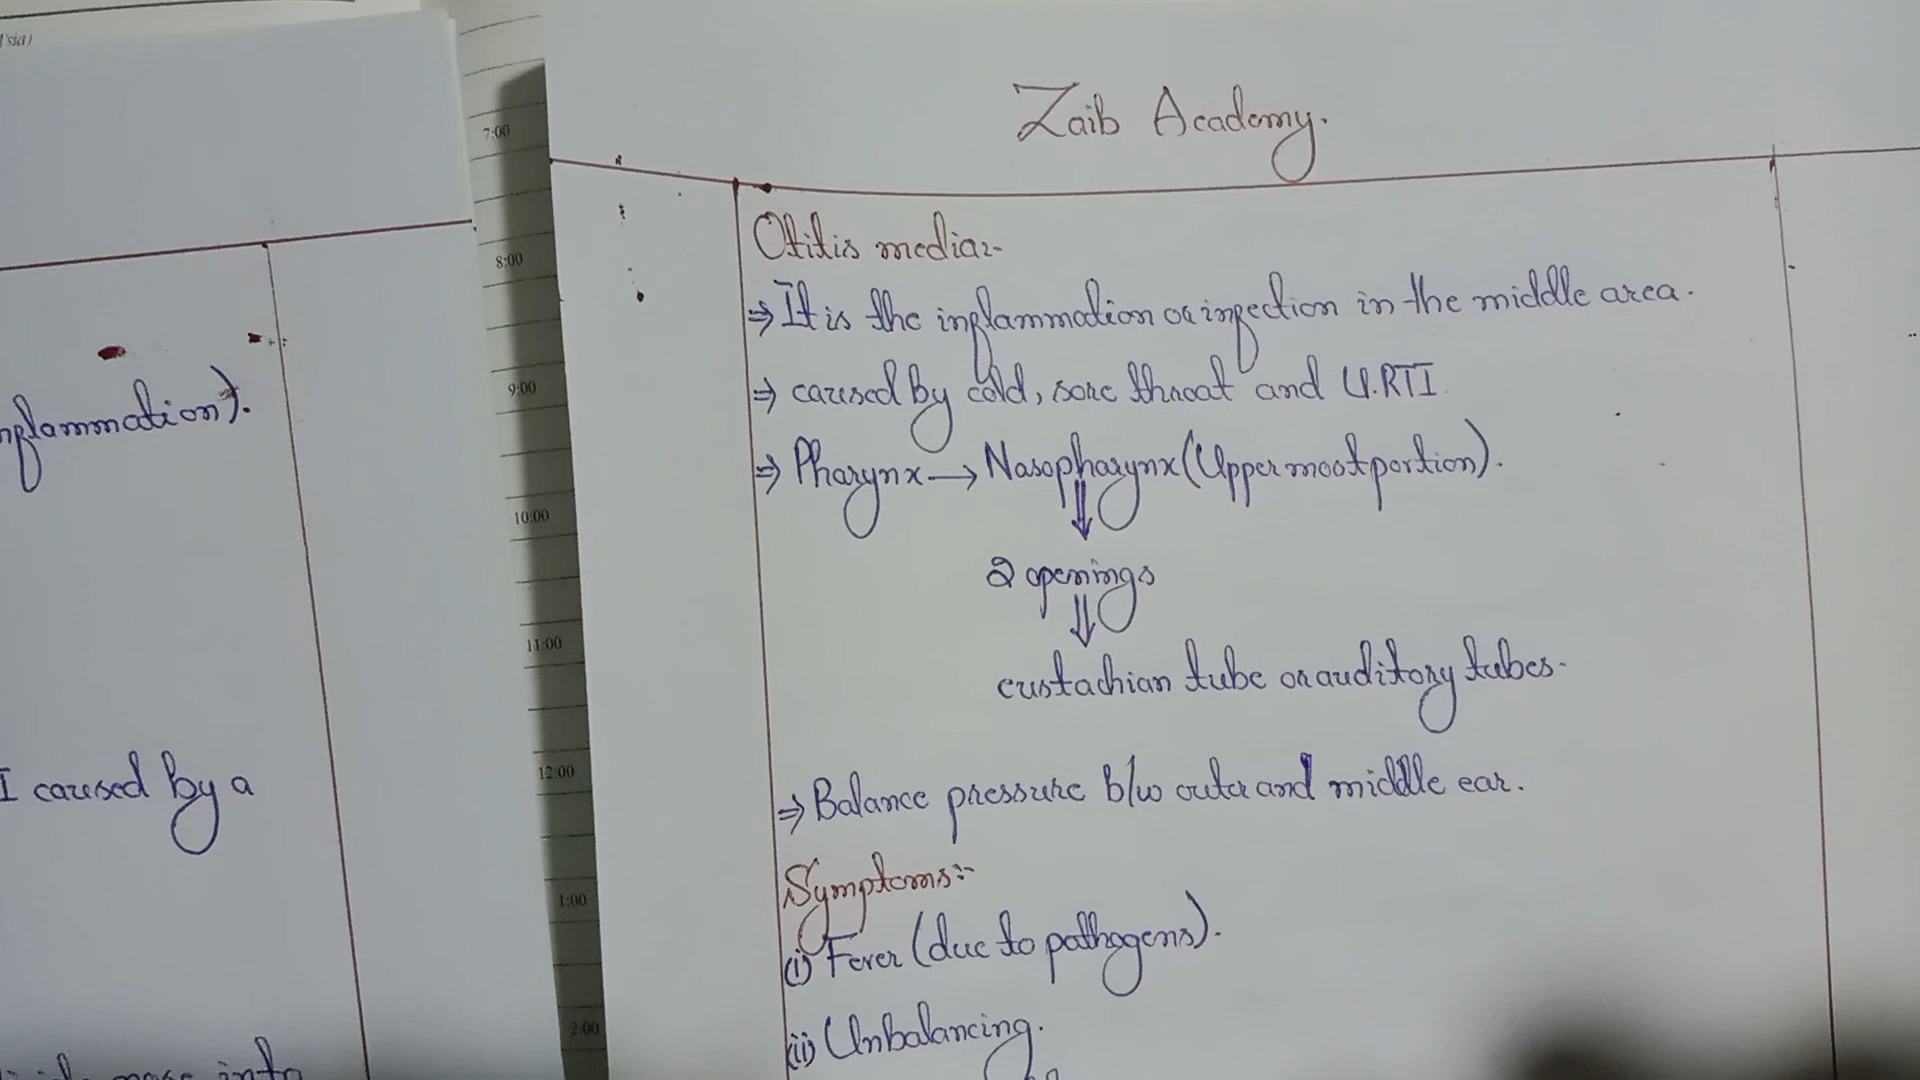 Zaib Academy.
Otitis media:-
⇒ It is the inflammation or infection in the middle area.
⇒ caused by cold, sore throat and U.RTI.
⇒ Pharynx → Nasopharynx (Upper most portion).
⇓
2 openings
⇓
eustachian tube or auditory tubes.
⇒ Balance pressure b/w outer and middle ear.
Symptoms:-
(i) Fever (due to pathogens).
(ii) Unbalancing.
nflammation).
I caused by a
into
7:00
8:00
9:00
10:00
11:00
12:00
1:00
2:00